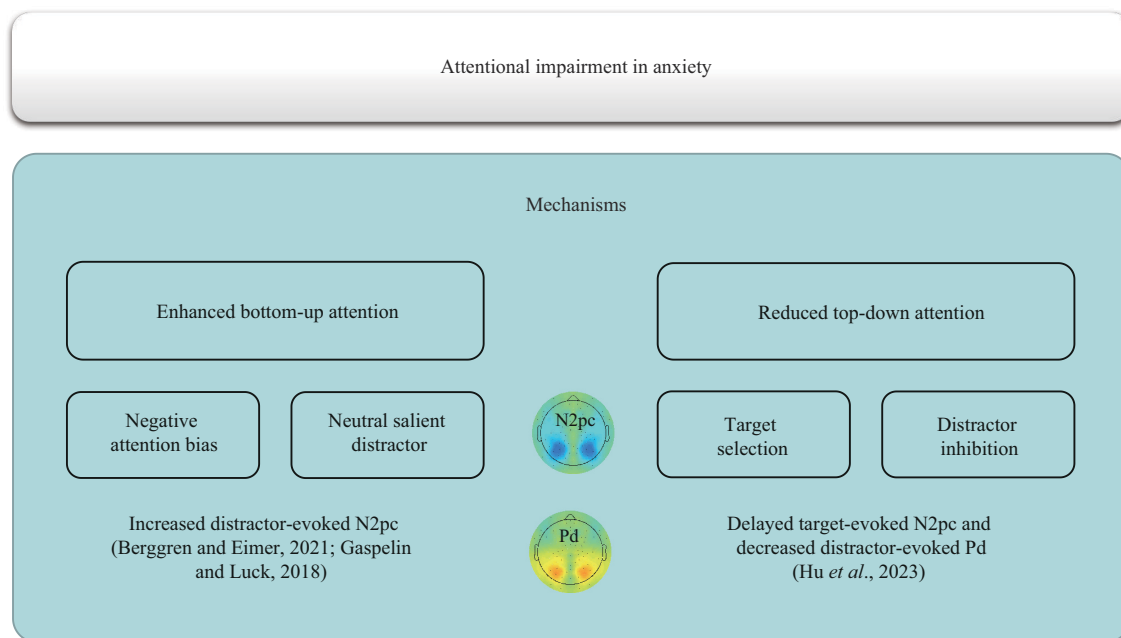 Attentional impairment in anxiety
Mechanisms
Enhanced bottom-up attention
Reduced top-down attention
Negative
attention bias
Neutral salient
distractor
N2pc
Target
selection
Distractor
inhibition
Increased distractor-evoked N2pc
(Berggren and Eimer, 2021; Gaspelin
and Luck, 2018)
Pd
Delayed target-evoked N2pc and
decreased distractor-evoked Pd
(Hu et al., 2023)